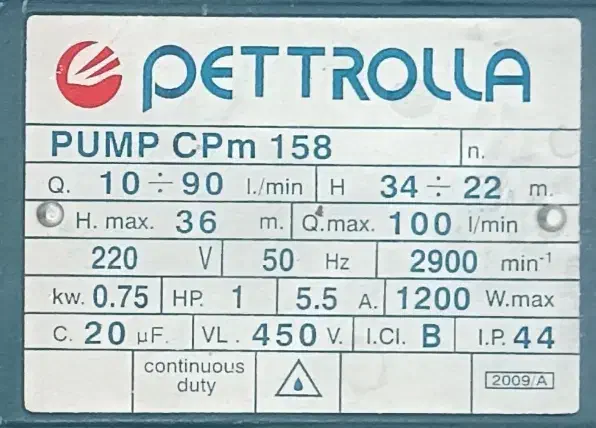 PETTROLLA
PUMP CPm 158 n.
Q. 10 ÷ 90 l./min H 34 ÷ 22 m.
H. max. 36 m. Q.max. 100 l/min
220 V 50 Hz 2900 min⁻¹
kw. 0.75 HP. 1 5.5 A. 1200 W.max
C. 20 µF. VL. 450 V. I.Cl. B I.P. 44
continuous
duty
2009/A